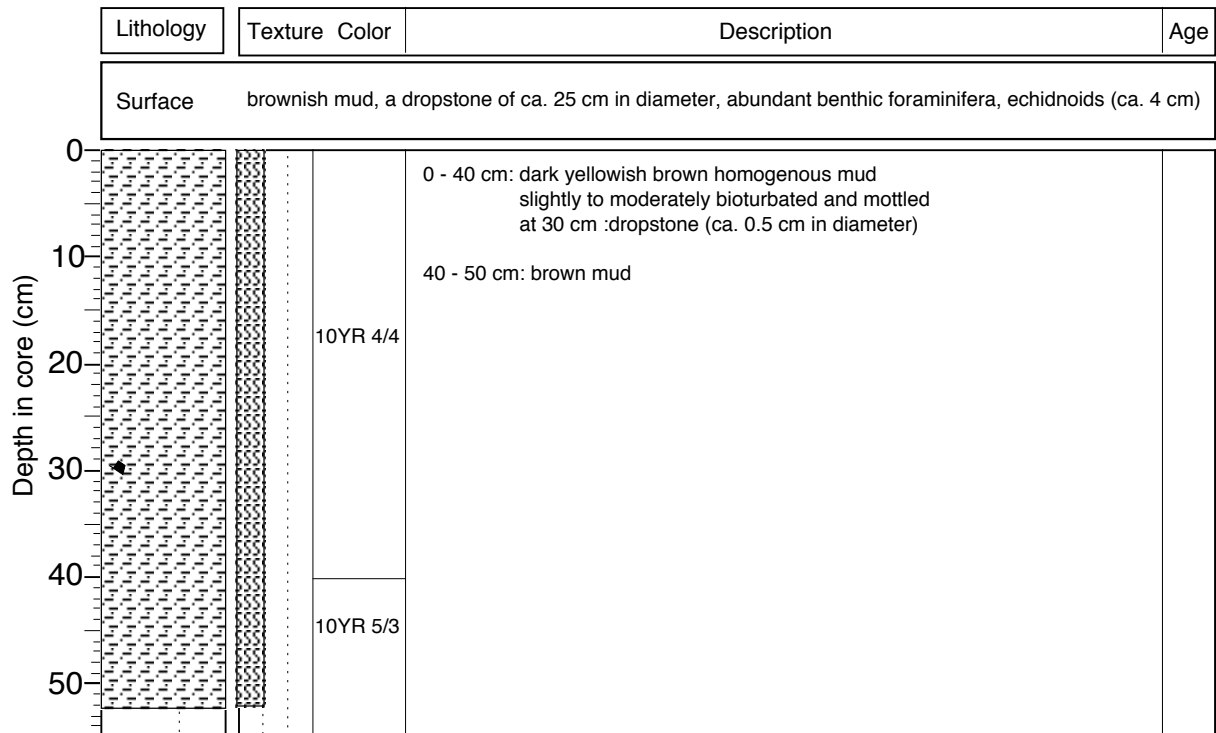 Lithology Texture Color Description Age
Surface brownish mud, a dropstone of ca. 25 cm in diameter, abundant benthic foraminifera, echidnoids (ca. 4 cm)
0 - 40 cm: dark yellowish brown homogenous mud
slightly to moderately bioturbated and mottled
at 30 cm :dropstone (ca. 0.5 cm in diameter)
40 - 50 cm: brown mud
10YR 4/4
10YR 5/3
Depth in core (cm)
0
10
20
30
40
50